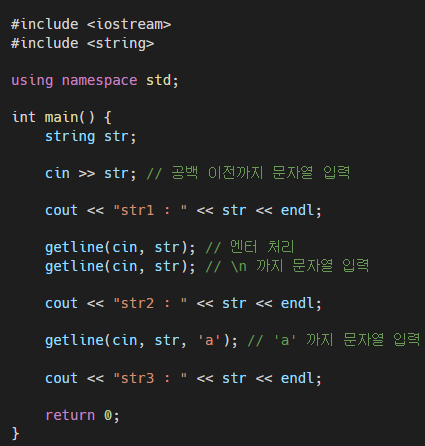 #include <iostream>
#include <string>
using namespace std;
int main() {
string str;
cin >> str; // 공백 이전까지 문자열 입력
cout << "str1 : " << str << endl;
getline(cin, str); // 엔터 처리
getline(cin, str); // \n 까지 문자열 입력
cout << "str2 : " << str << endl;
getline(cin, str, 'a'); // 'a' 까지 문자열 입력
cout << "str3 : " << str << endl;
return 0;
}